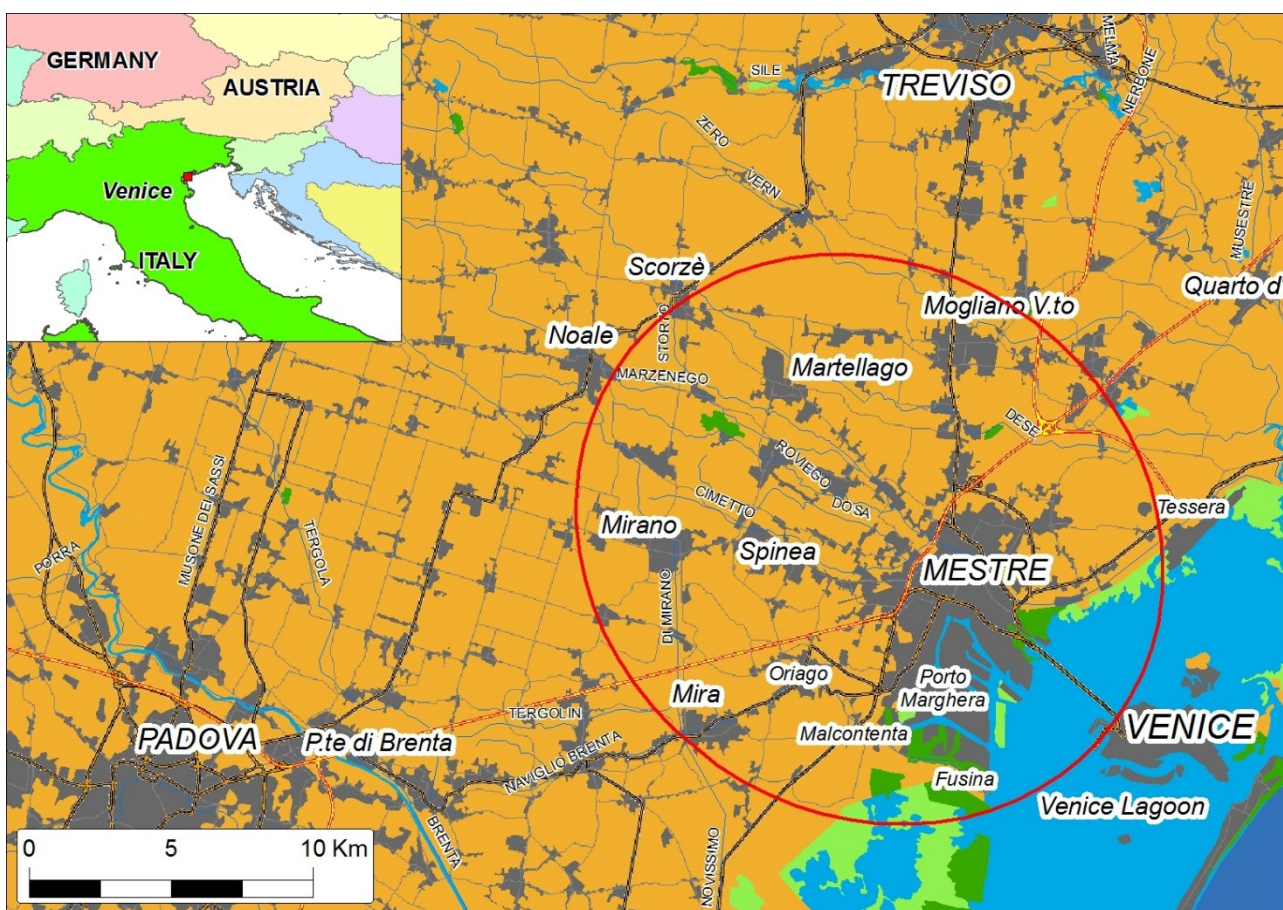 GERMANY
AUSTRIA
Venice
ITALY
SILE
TREVISO
MELMA
NERBONE
ZERO
VERN
MUSESTRE
Scorzè
Quarto d'
Mogliano V.to
Noale
STORTO
Martellago
MARZENEGO
DESE
ROVIEGO
DOSA
MUSONE DEI SASSI
CIMETTO
Tessera
TERGOLA
Mirano
Spinea
MESTRE
PORRA
DI MIRANO
Oriago
Porto
Marghera
Mira
TERGOLIN
PADOVA
P.te di Brenta
Malcontenta
VENICE
NAVIGLIO BRENTA
Fusina
Venice Lagoon
BRENTA
NOVISSIMO
0 5 10 Km